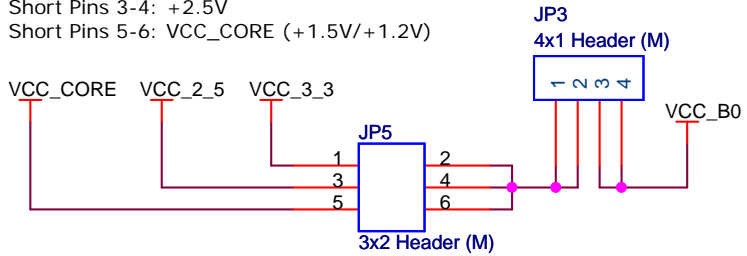 Short Pins 3-4: +2.5V
Short Pins 5-6: VCC_CORE (+1.5V/+1.2V)
JP3
4x1 Header (M)
1 2 3 4
VCC_CORE VCC_2_5 VCC_3_3
VCC_B0
JP5
1 2
3 4
5 6
3x2 Header (M)